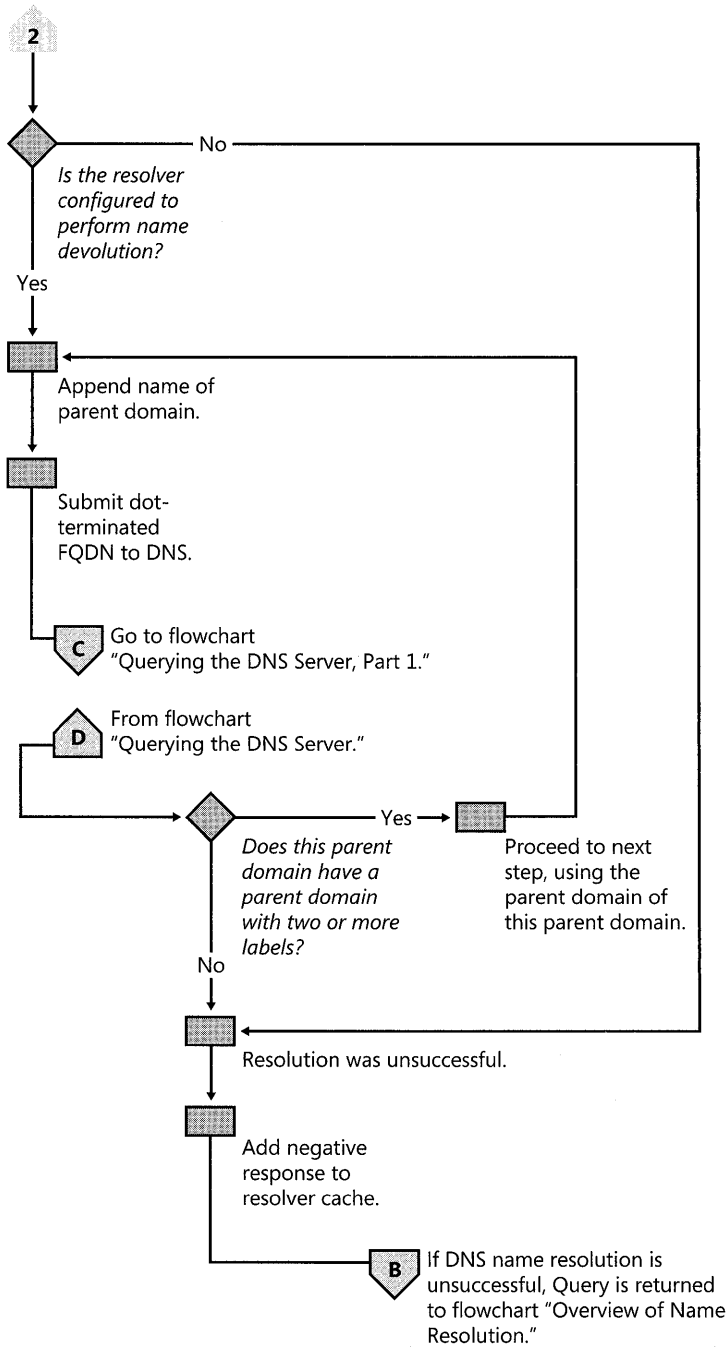 2
No
Is the resolver
configured to
perform name
devolution?
Yes
Append name of
parent domain.
Submit dot-
terminated
FQDN to DNS.
C
Go to flowchart
"Querying the DNS Server, Part 1."
D
From flowchart
"Querying the DNS Server."
Yes
Does this parent
domain have a
parent domain
with two or more
labels?
Proceed to next
step, using the
parent domain of
this parent domain.
No
Resolution was unsuccessful.
Add negative
response to
resolver cache.
B
If DNS name resolution is
unsuccessful, Query is returned
to flowchart "Overview of Name
Resolution."